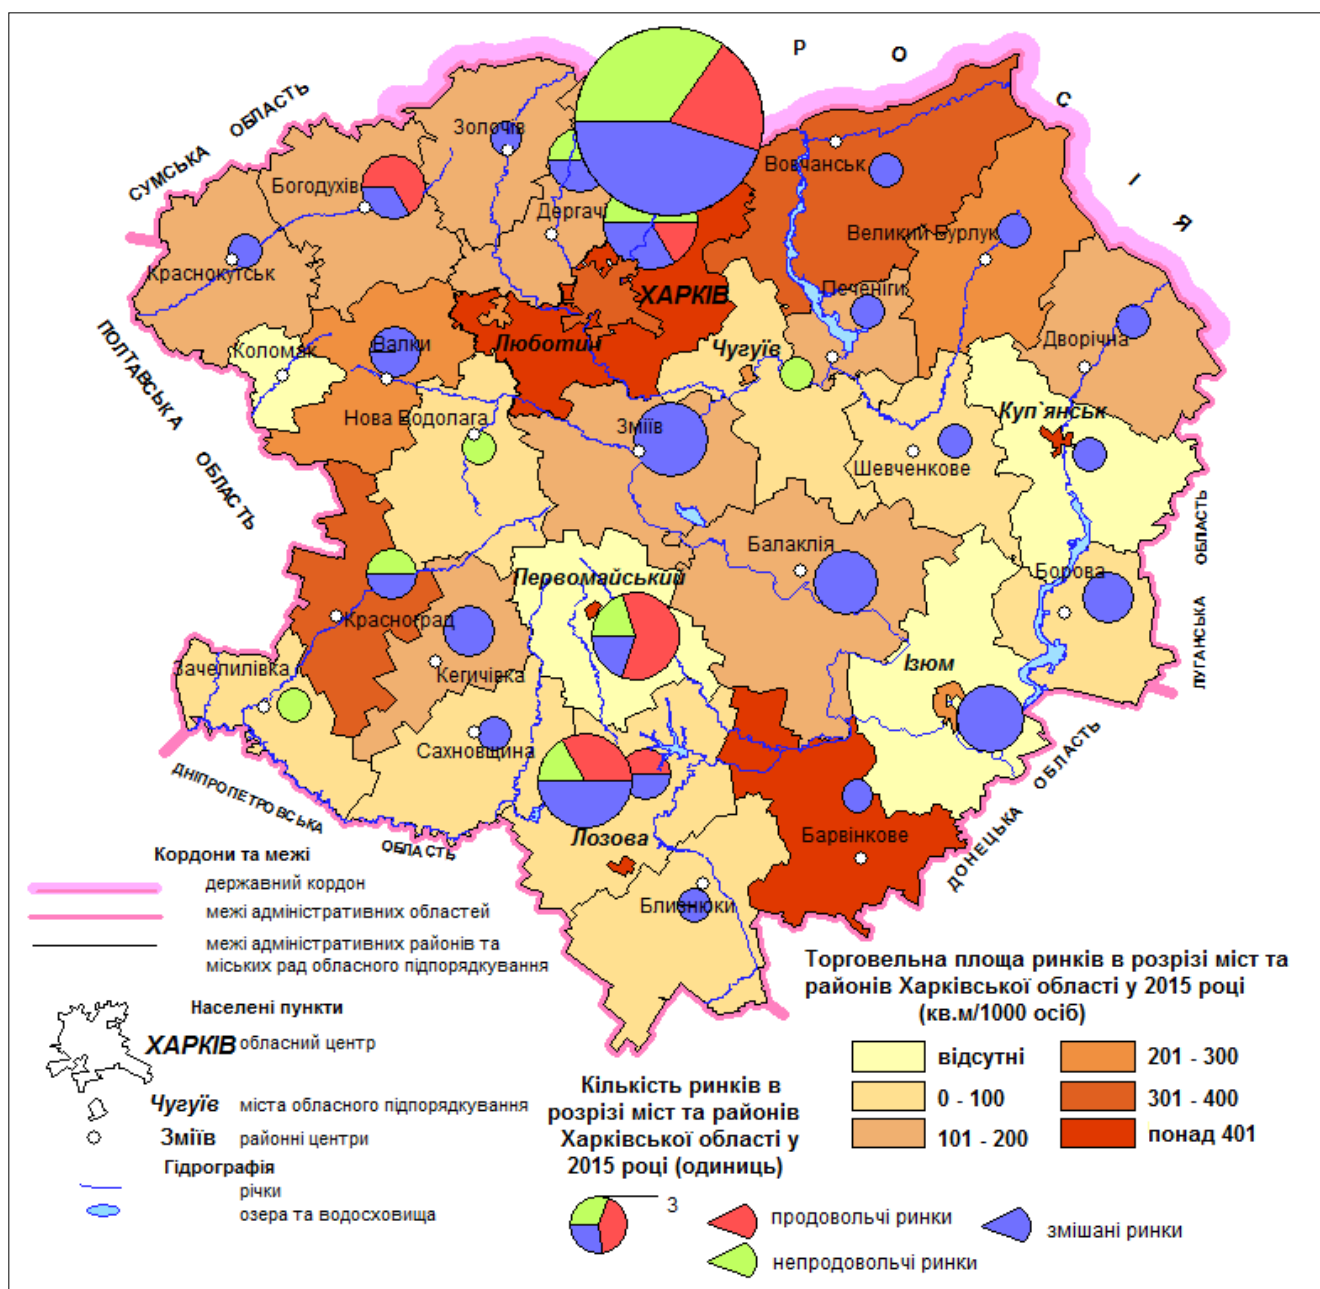 Р О С І Я
СУМСЬКА ОБЛАСТЬ
ПОЛТАВСЬКА ОБЛАСТЬ
ДНІПРОПЕТРОВСЬКА ОБЛАСТЬ
ДОНЕЦЬКА ОБЛАСТЬ
ЛУГАНСЬКА ОБЛАСТЬ
Золочів
Богодухів
Дергачі
Вовчанськ
Великий Бурлук
Краснокутськ
ХАРКІВ
Печеніги
Дворічна
Коломак
Валки
Люботин
Чугуїв
Нова Водолага
Зміїв
Куп`янськ
Шевченкове
Балаклія
Борова
Первомайський
Красноград
Кегичівка
Ізюм
Зачепилівка
Сахновщина
Лозова
Барвінкове
Близнюки
Кордони та межі
державний кордон
межі адміністративних областей
межі адміністративних районів та
міських рад обласного підпорядкування
Населені пункти
ХАРКІВ обласний центр
Чугуїв міста обласного підпорядкування
Зміїв районні центри
Гідрографія
річки
озера та водосховища
Кількість ринків в
розрізі міст та районів
Харківської області у
2015 році (одиниць)
3
продовольчі ринки
непродовольчі ринки
змішані ринки
Торговельна площа ринків в розрізі міст та
районів Харківської області у 2015 році
(кв.м/1000 осіб)
відсутні
0 - 100
101 - 200
201 - 300
301 - 400
понад 401